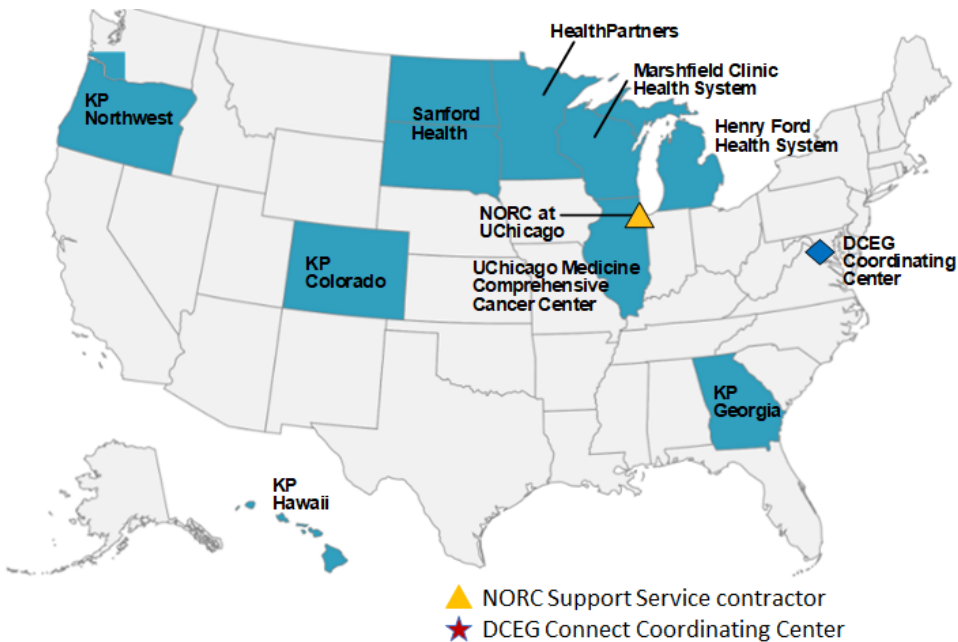 HealthPartners
Marshfield Clinic
Health System
KP
Northwest
Sanford
Health
Henry Ford
Health System
NORC at
UChicago
DCEG
Coordinating
Center
KP
Colorado
UChicago Medicine
Comprehensive
Cancer Center
KP
Georgia
KP
Hawaii
NORC Support Service contractor
DCEG Connect Coordinating Center